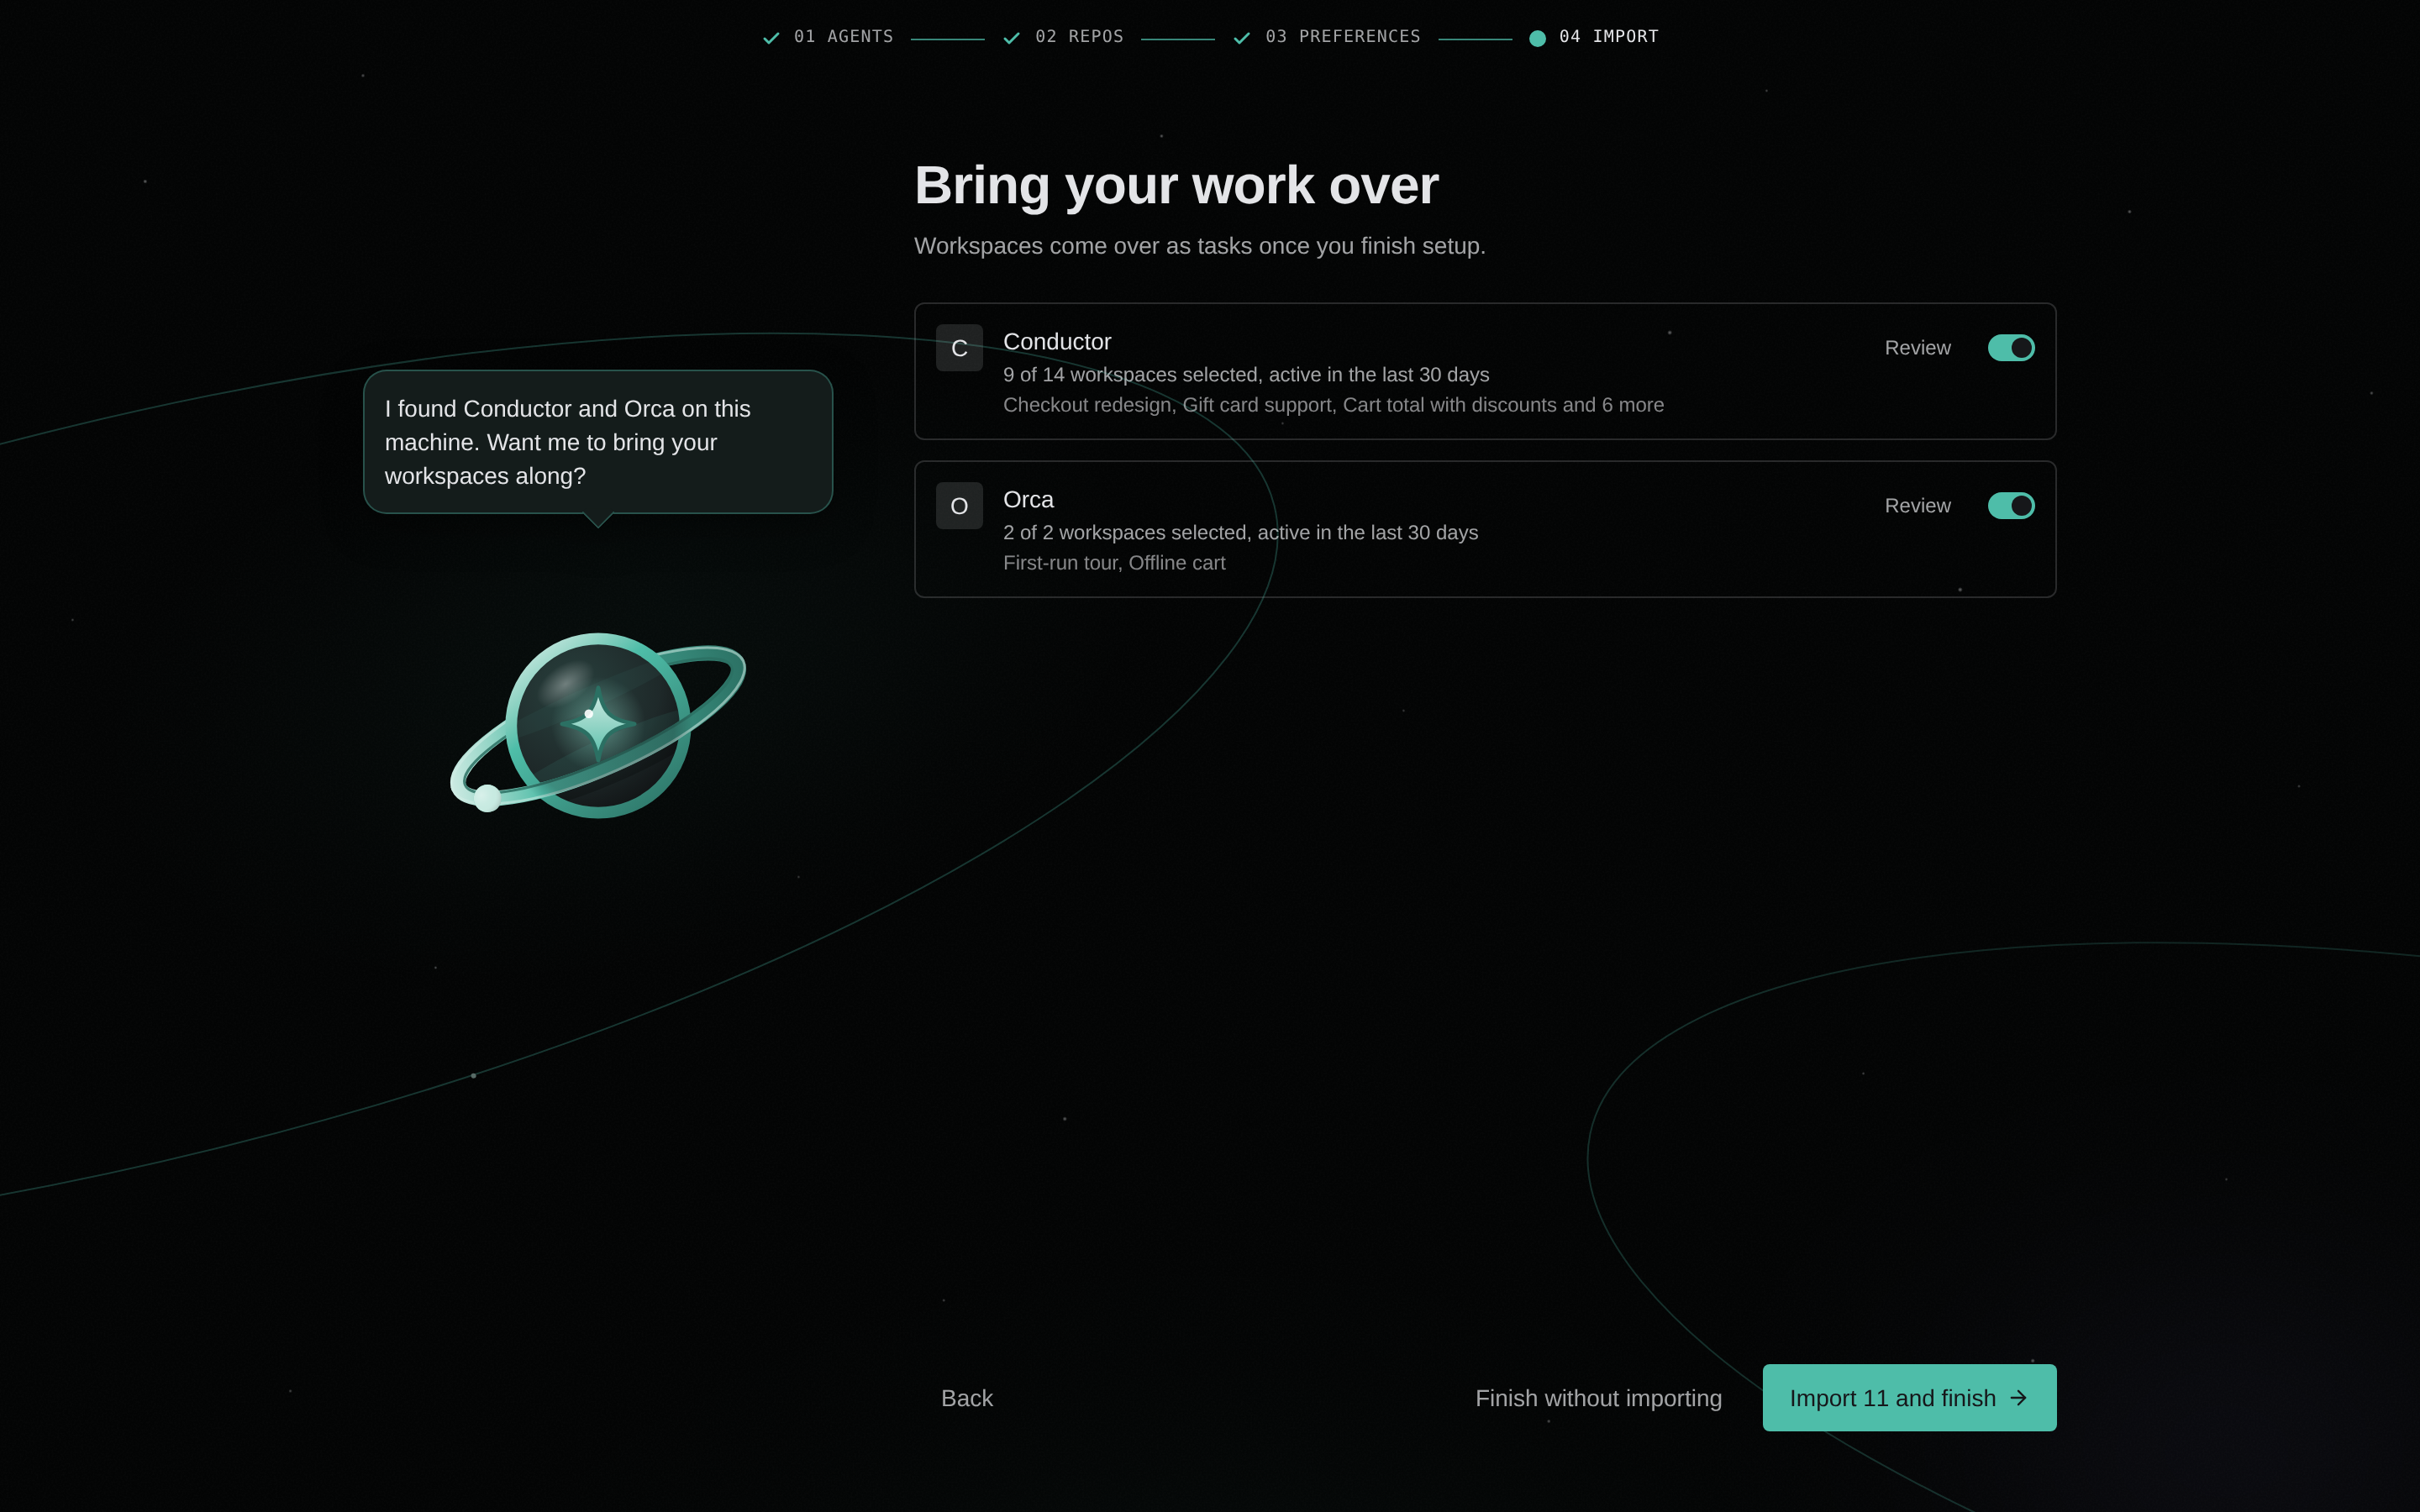 01 AGENTS
02 REPOS
03 PREFERENCES
04 IMPORT
Bring your work over
Workspaces come over as tasks once you finish setup.
I found Conductor and Orca on this
machine. Want me to bring your
workspaces along?
C
Conductor
Review
9 of 14 workspaces selected, active in the last 30 days
Checkout redesign, Gift card support, Cart total with discounts and 6 more
O
Orca
Review
2 of 2 workspaces selected, active in the last 30 days
First-run tour, Offline cart
Back
Finish without importing
Import 11 and finish